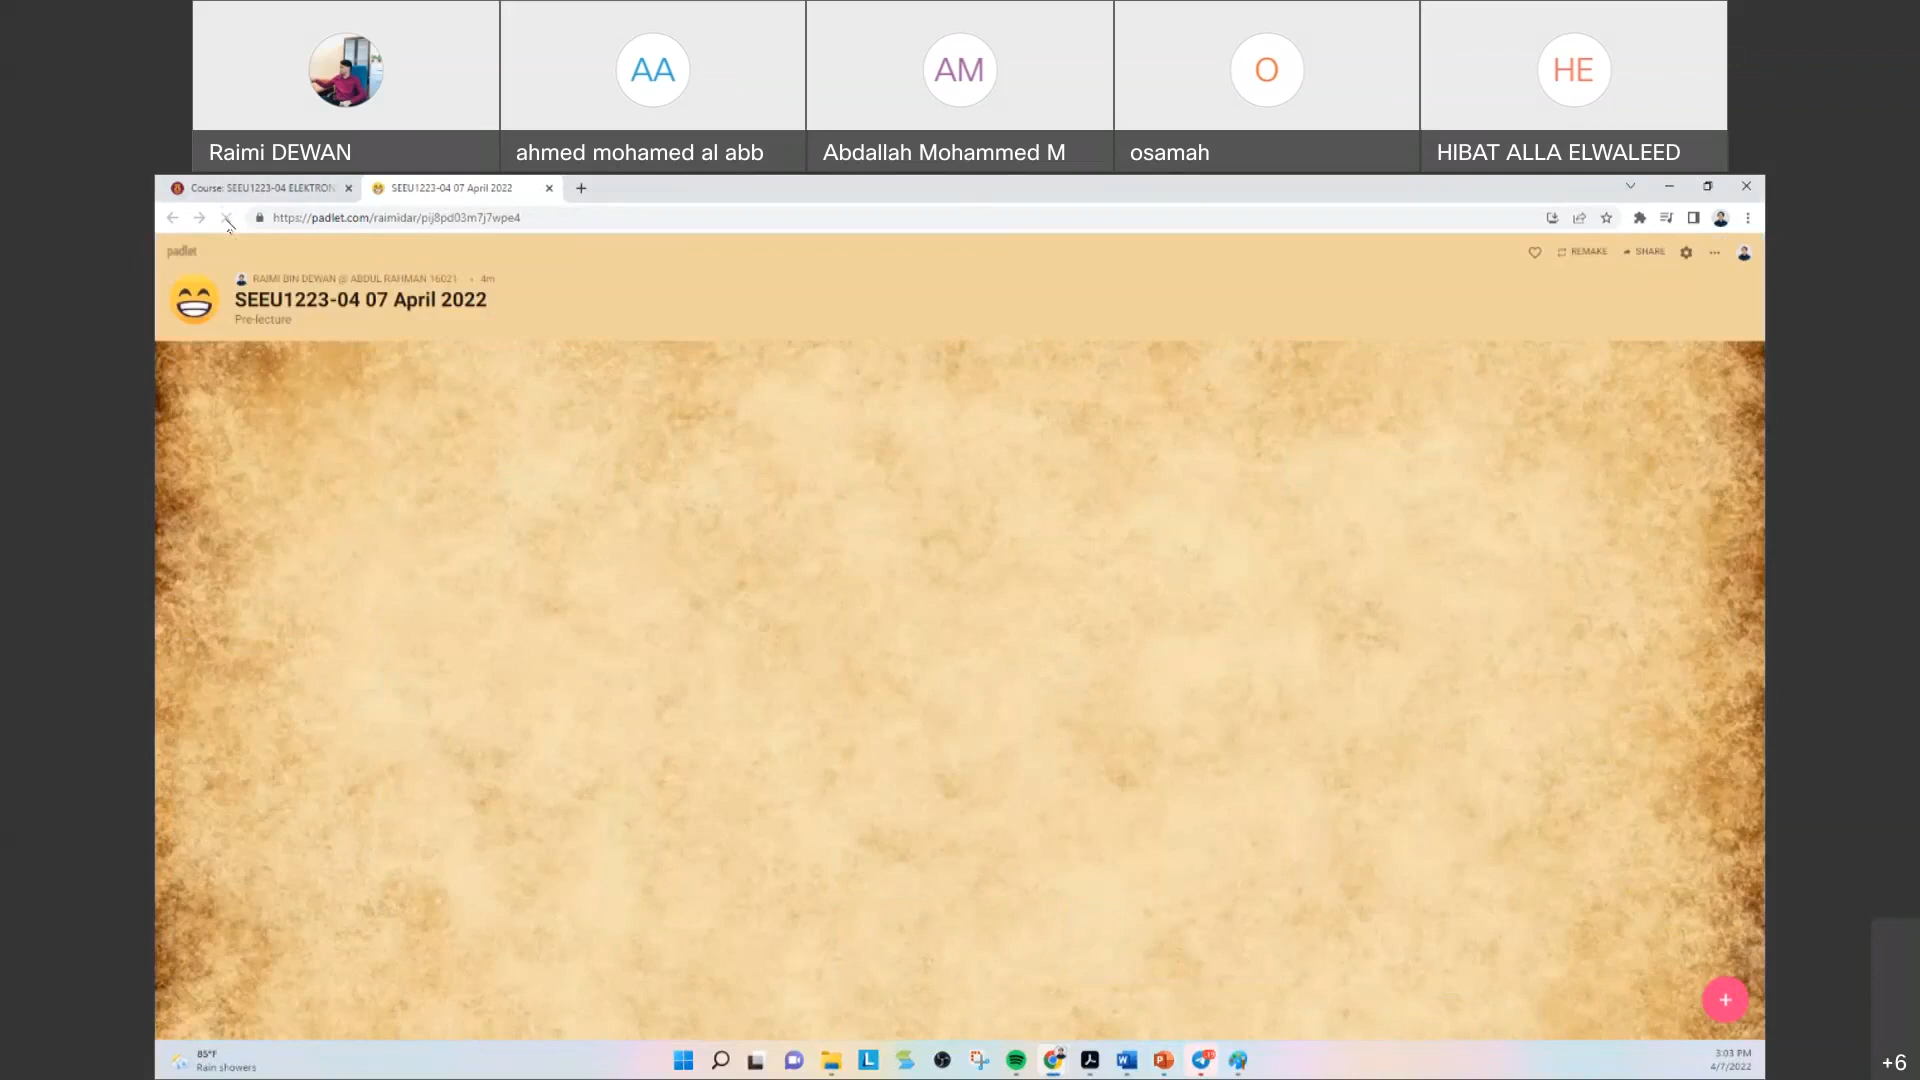 AA
AM
O
HE
Raimi DEWAN
ahmed mohamed al abb
Abdallah Mohammed M
osamah
HIBAT ALLA ELWALEED
Course: SEEU1223-04 ELEKTRON
SEEU1223-04 07 April 2022
https://padlet.com/raimidar/pij8pd03m7j7wpe4
padlet
REMAKE
SHARE
RAIMI BIN DEWAN @ ABDUL RAHMAN 16021 • 4m
SEEU1223-04 07 April 2022
Pre-lecture
85°F
Rain showers
3:03 PM
4/7/2022
+6